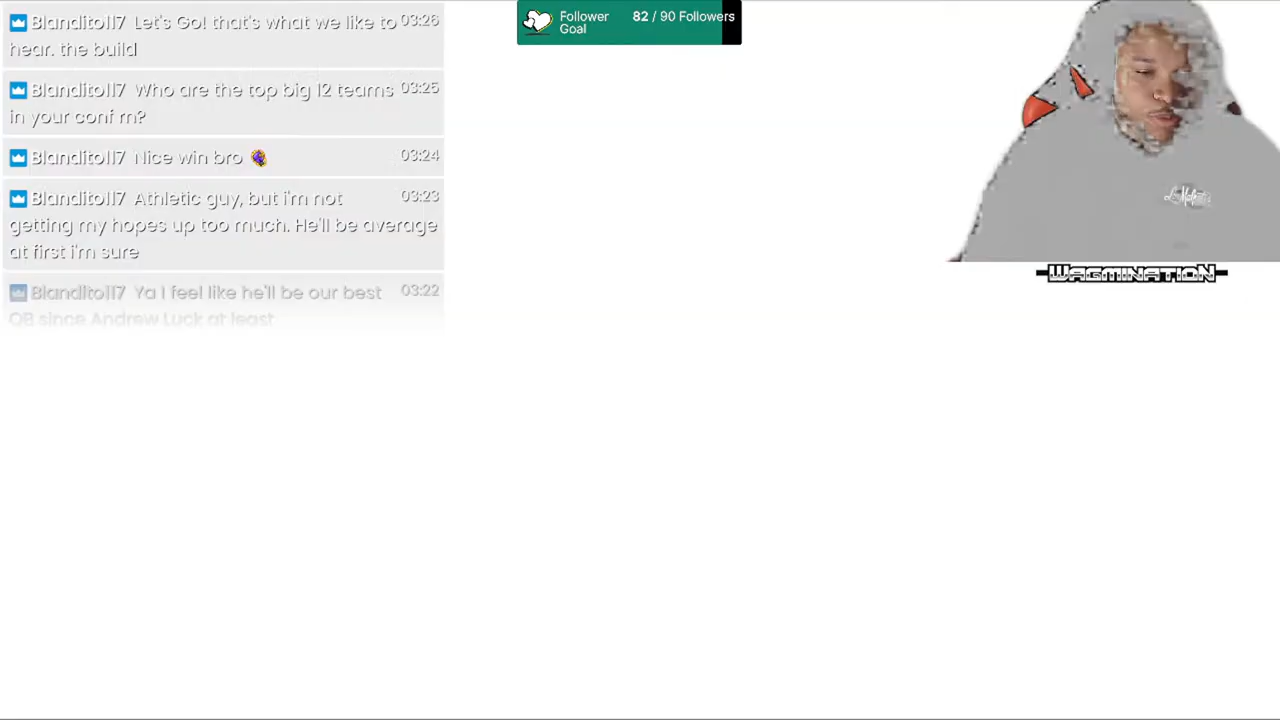 Blandito117 Let's Go! that's what we like to 03:26
hear. the build
Blandito117 Who are the top big 12 teams 03:25
in your conf rn?
Blandito117 Nice win bro 03:24
Blandito117 Athletic guy, but I'm not 03:23
getting my hopes up too much. He'll be average
at first i'm sure
Blandito117 Ya I feel like he'll be our best
QB since Andrew Luck at least
Follower 82 / 90 Followers
Goal
WAGMINATION